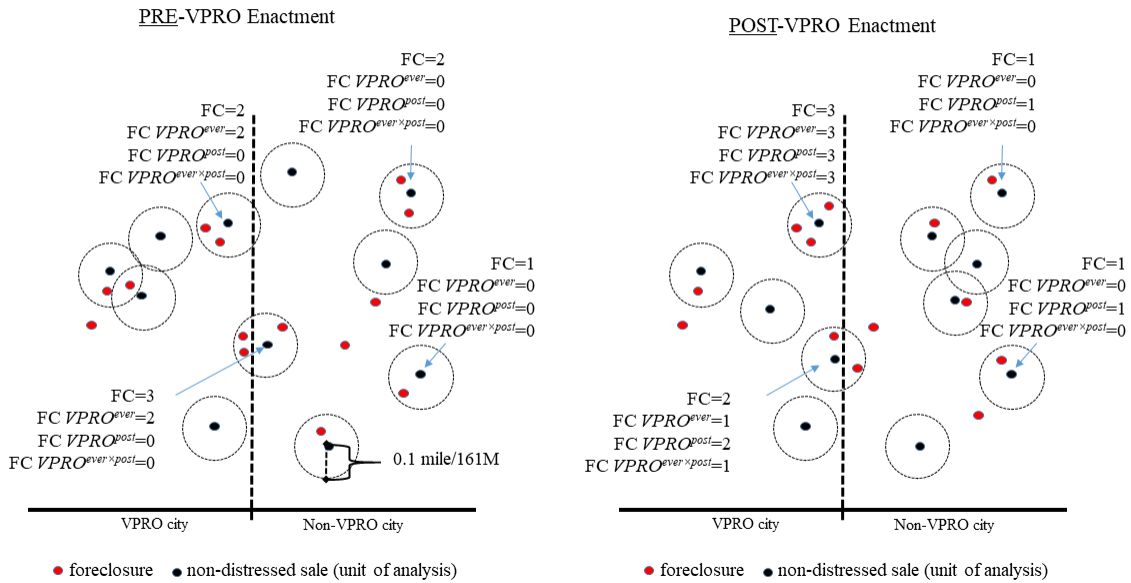 PRE-VPRO Enactment
FC=2
FC VPRO^ever=0
FC VPRO^post=0
FC VPRO^ever×post=0
FC=2
FC VPRO^ever=2
FC VPRO^post=0
FC VPRO^ever×post=0
FC=1
FC VPRO^ever=0
FC VPRO^post=0
FC VPRO^ever×post=0
FC=3
FC VPRO^ever=2
FC VPRO^post=0
FC VPRO^ever×post=0
0.1 mile/161M
VPRO city
Non-VPRO city
foreclosure
non-distressed sale (unit of analysis)
POST-VPRO Enactment
FC=1
FC VPRO^ever=0
FC VPRO^post=1
FC VPRO^ever×post=0
FC=3
FC VPRO^ever=3
FC VPRO^post=3
FC VPRO^ever×post=3
FC=1
FC VPRO^ever=0
FC VPRO^post=1
FC VPRO^ever×post=0
FC=2
FC VPRO^ever=1
FC VPRO^post=2
FC VPRO^ever×post=1
VPRO city
Non-VPRO city
foreclosure
non-distressed sale (unit of analysis)